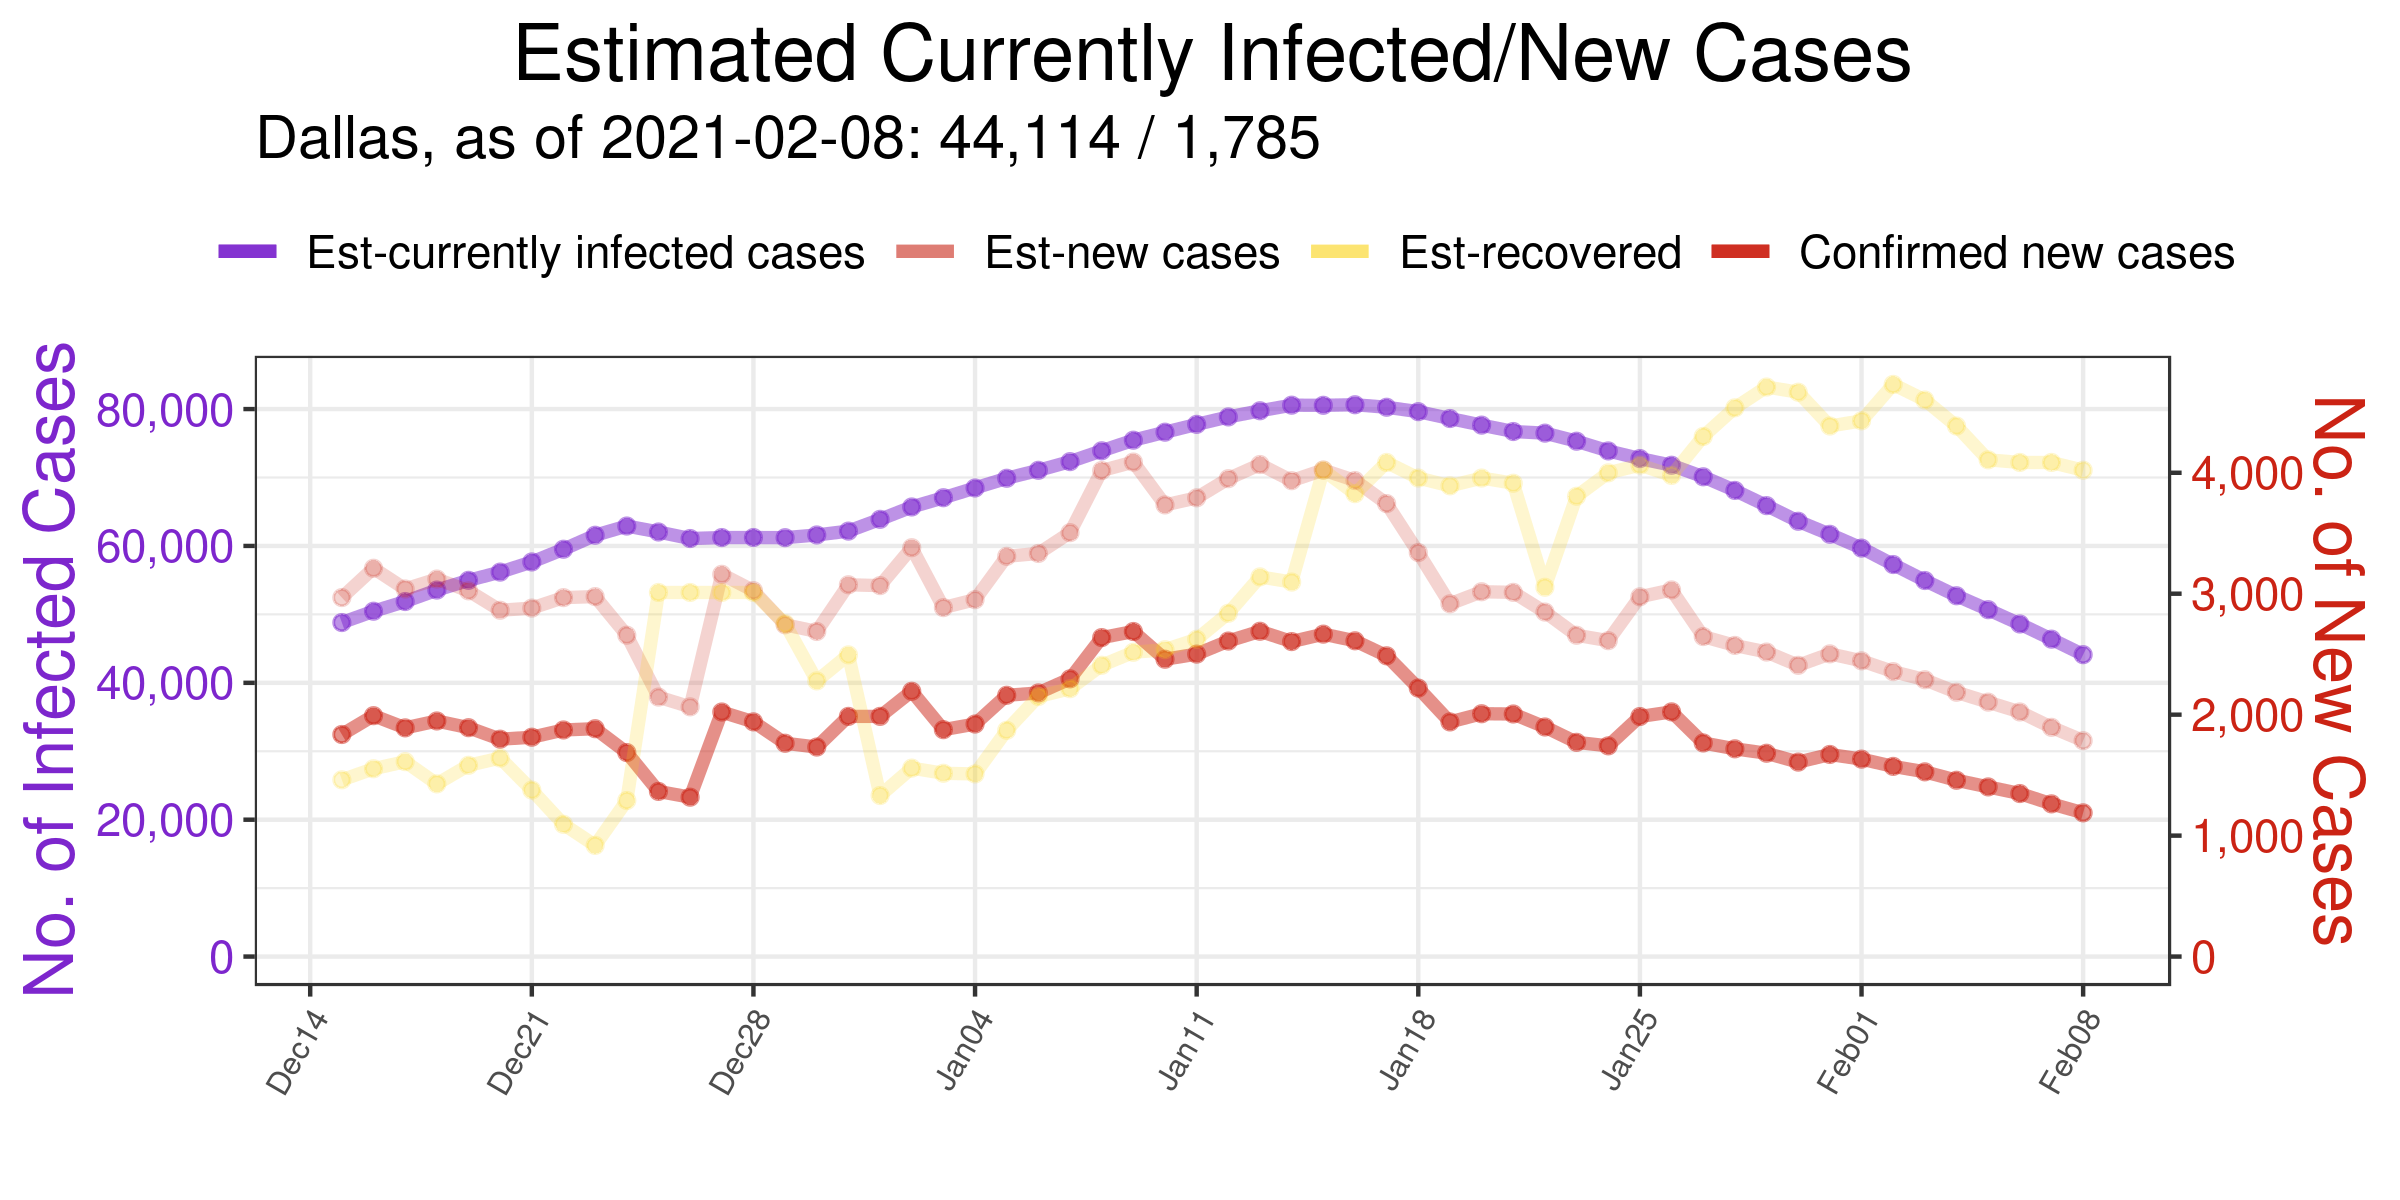 Estimated Currently Infected/New Cases
Dallas, as of 2021-02-08: 44,114 / 1,785
Est-currently infected cases Est-new cases Est-recovered Confirmed new cases
No. of Infected Cases
80,000
60,000
40,000
20,000
0
4,000
3,000
2,000
1,000
0
No. of New Cases
Dec14 Dec21 Dec28 Jan04 Jan11 Jan18 Jan25 Feb01 Feb08